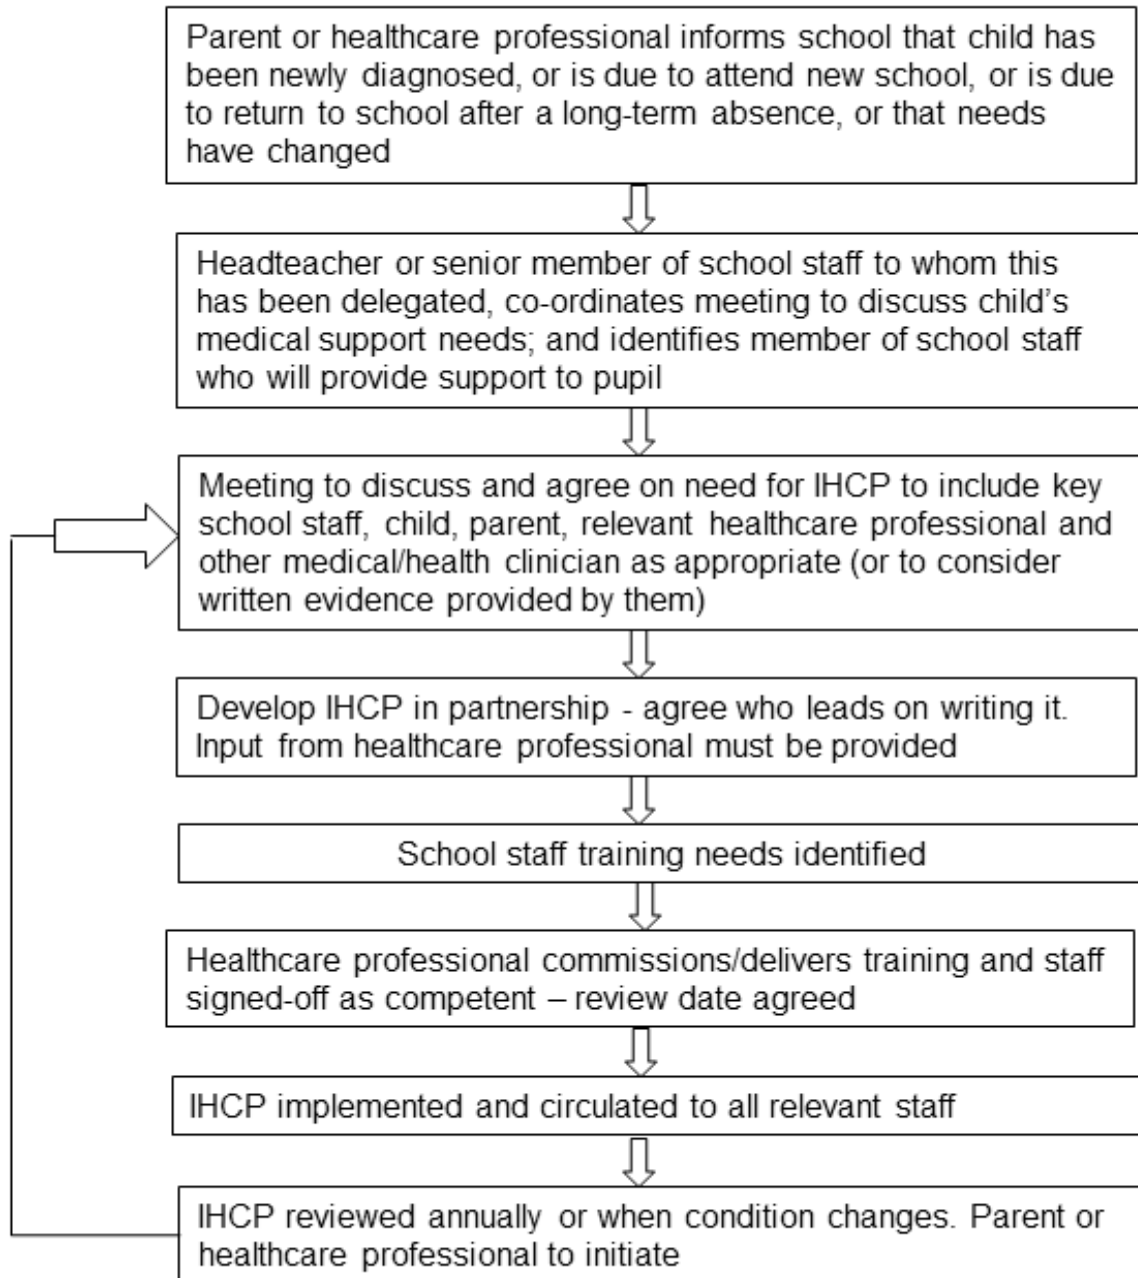 Parent or healthcare professional informs school that child has
been newly diagnosed, or is due to attend new school, or is due
to return to school after a long-term absence, or that needs
have changed
Headteacher or senior member of school staff to whom this
has been delegated, co-ordinates meeting to discuss child's
medical support needs; and identifies member of school staff
who will provide support to pupil
Meeting to discuss and agree on need for IHCP to include key
school staff, child, parent, relevant healthcare professional and
other medical/health clinician as appropriate (or to consider
written evidence provided by them)
Develop IHCP in partnership - agree who leads on writing it.
Input from healthcare professional must be provided
School staff training needs identified
Healthcare professional commissions/delivers training and staff
signed-off as competent – review date agreed
IHCP implemented and circulated to all relevant staff
IHCP reviewed annually or when condition changes. Parent or
healthcare professional to initiate